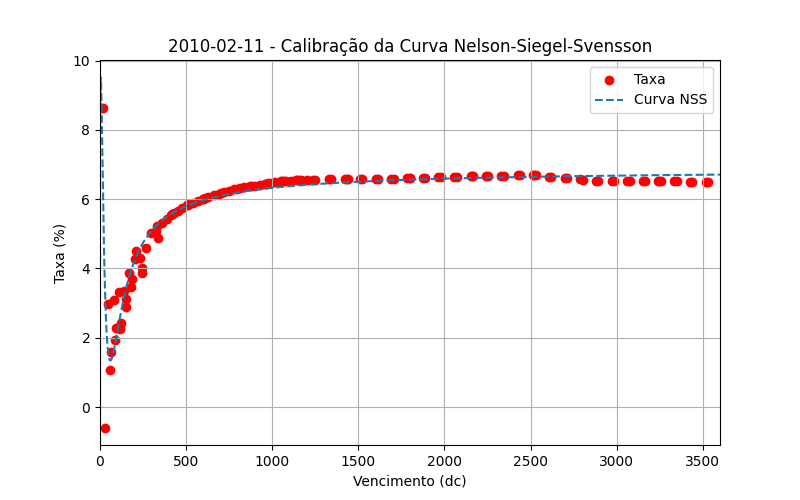 2010-02-11 - Calibração da Curva Nelson-Siegel-Svensson
Taxa
Curva NSS
Taxa (%)
10
8
6
4
2
0
0
500
1000
1500
2000
2500
3000
3500
Vencimento (dc)